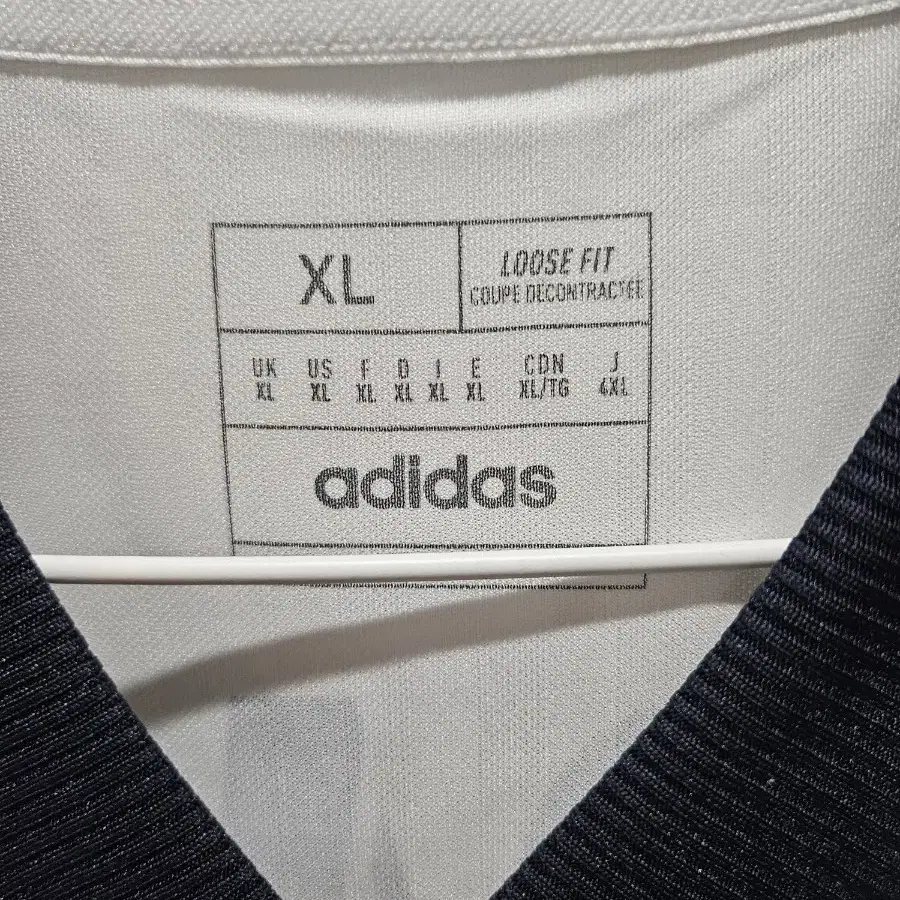 XL
LOOSE FIT
COUPE DECONTRACTEE
UK US F D I E CDN J
XL XL XL XL XL XL XL/TG 4XL
adidas